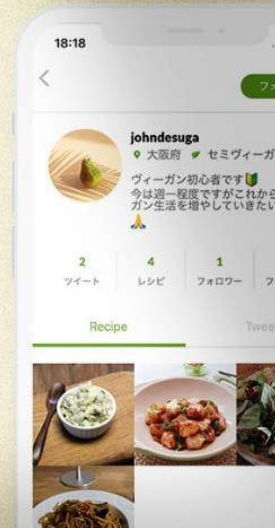 18:18
フォ
johndesuga
大阪府 セミヴィーガ
ヴィーガン初心者です🔰
今は週一程度ですがこれから
ガン生活を増やしていきたい
🙏
2 4 1
ツイート レシピ フォロワー フ
Recipe Twee